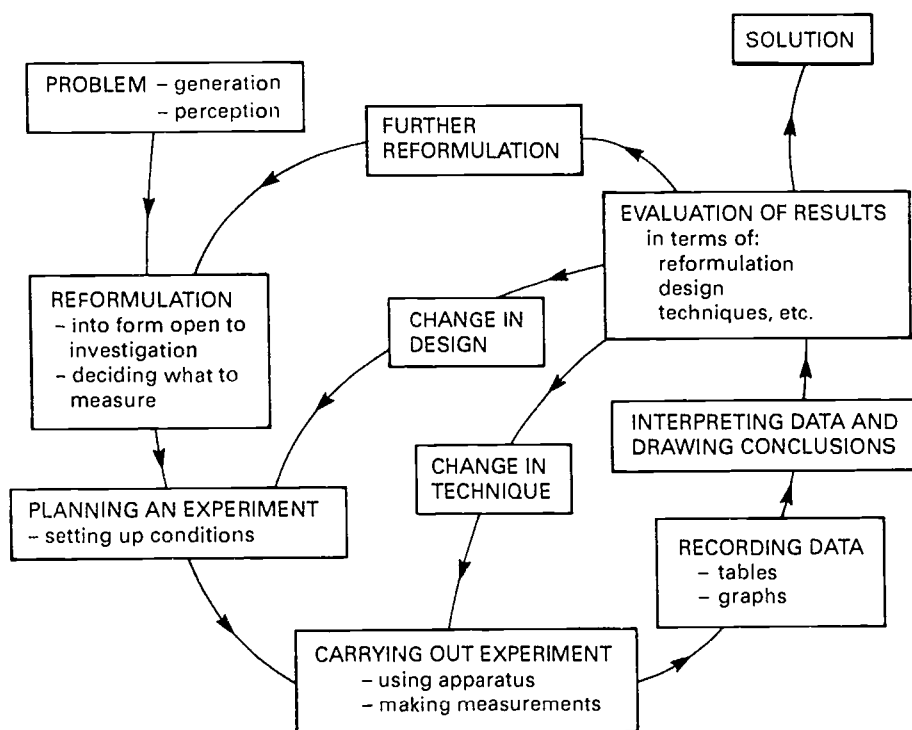 SOLUTION
PROBLEM – generation
– perception
FURTHER
REFORMULATION
EVALUATION OF RESULTS
in terms of:
reformulation
design
techniques, etc.
REFORMULATION
– into form open to
investigation
– deciding what to
measure
CHANGE IN
DESIGN
INTERPRETING DATA AND
DRAWING CONCLUSIONS
CHANGE IN
TECHNIQUE
PLANNING AN EXPERIMENT
– setting up conditions
RECORDING DATA
– tables
– graphs
CARRYING OUT EXPERIMENT
– using apparatus
– making measurements